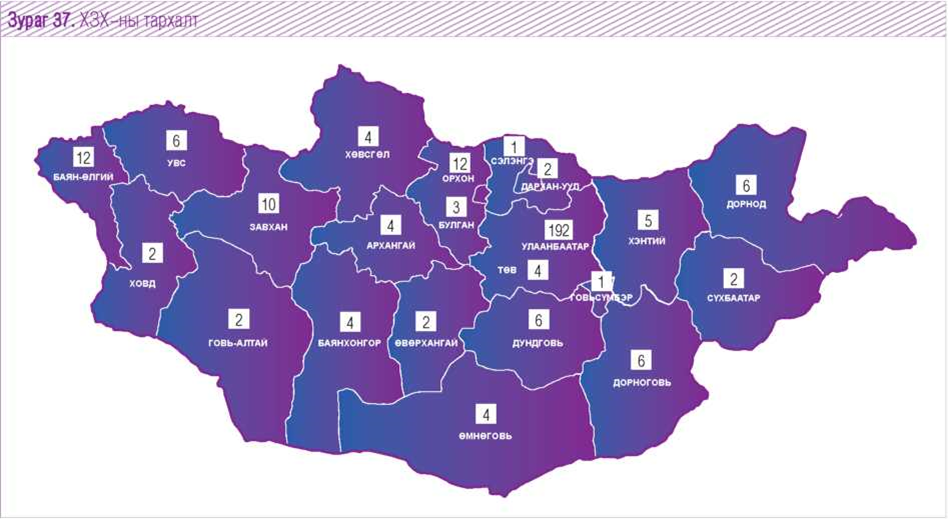 Зураг 37. ХЗХ–ны тархалт
4
ХӨВСГӨЛ
6
УВС
12
БАЯН-ӨЛГИЙ
1
СЭЛЭНГЭ
2
ДАРХАН-УУЛ
12
ОРХОН
3
БУЛГАН
6
ДОРНОД
10
ЗАВХАН
4
АРХАНГАЙ
192
УЛААНБААТАР
5
ХЭНТИЙ
2
ХОВД
ТӨВ 4
1
ГОВЬСҮМБЭР
2
СҮХБААТАР
2
ГОВЬ-АЛТАЙ
4
БАЯНХОНГОР
2
ӨВӨРХАНГАЙ
6
ДУНДГОВЬ
6
ДОРНОГОВЬ
4
ӨМНӨГОВЬ